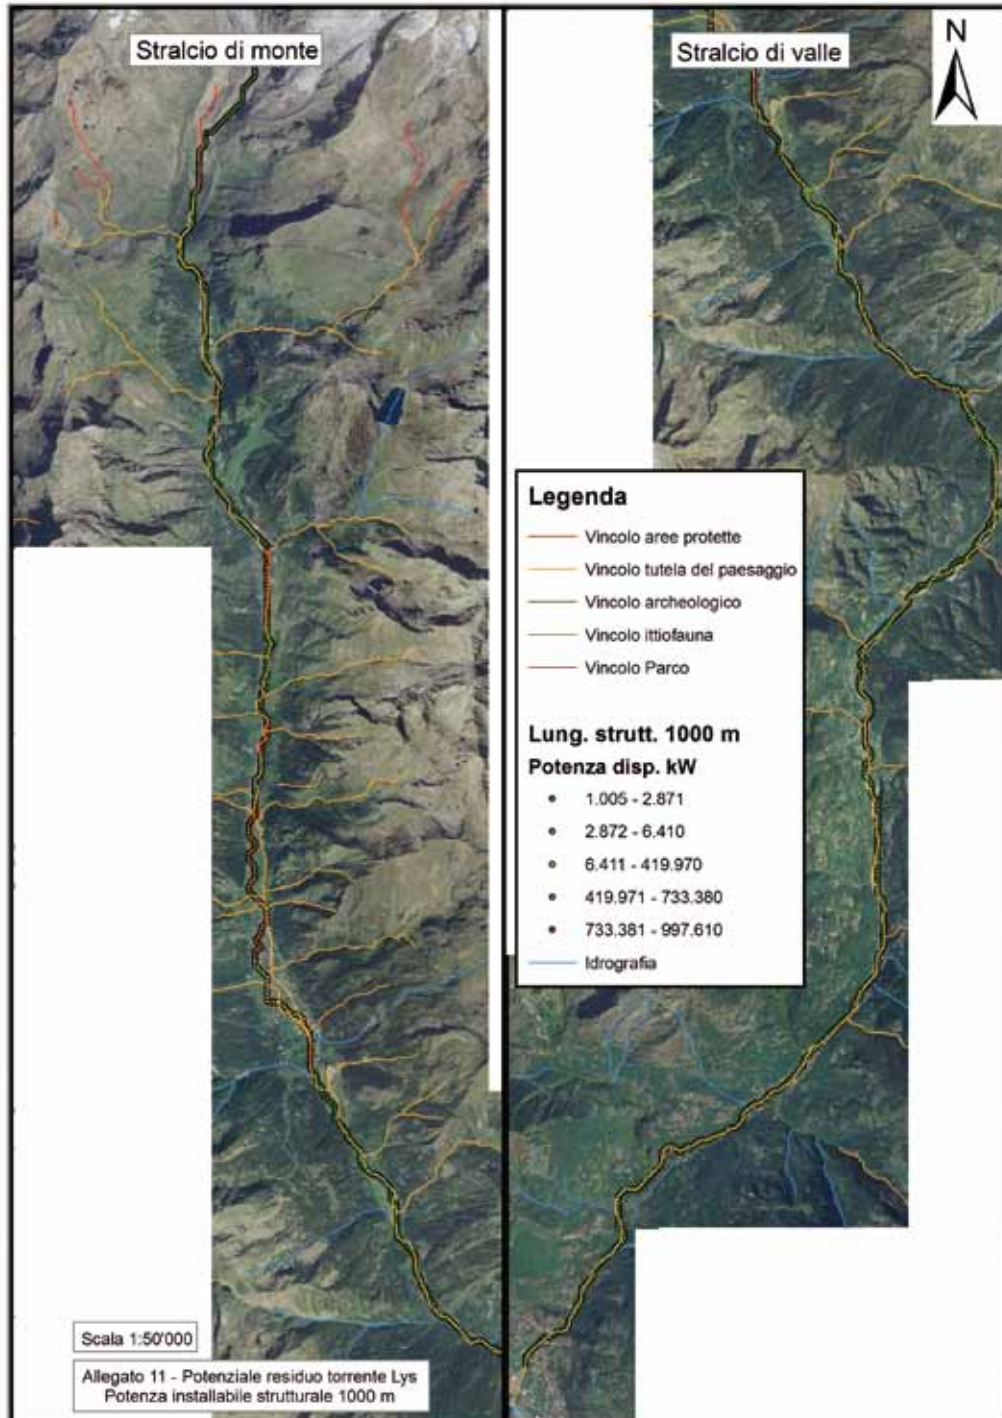 Stralcio di monte
Stralcio di valle
N
Legenda
Vincolo aree protette
Vincolo tutela del paesaggio
Vincolo archeologico
Vincolo ittiofauna
Vincolo Parco
Lung. strutt. 1000 m
Potenza disp. kW
1.005 - 2.871
2.872 - 6.410
6.411 - 419.970
419.971 - 733.380
733.381 - 997.610
Idrografia
Scala 1:50'000
Allegato 11 - Potenziale residuo torrente Lys
Potenza installabile strutturale 1000 m